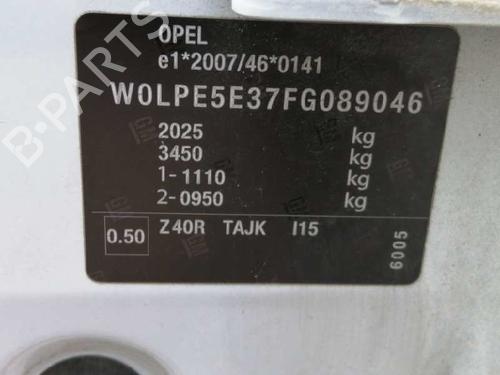 OPEL
e1*2007/46*0141
W0LPE5E37FG089046
2025 kg
3450 kg
1-1110 kg
2-0950 kg
0.50 Z40R TAJK I15
6005